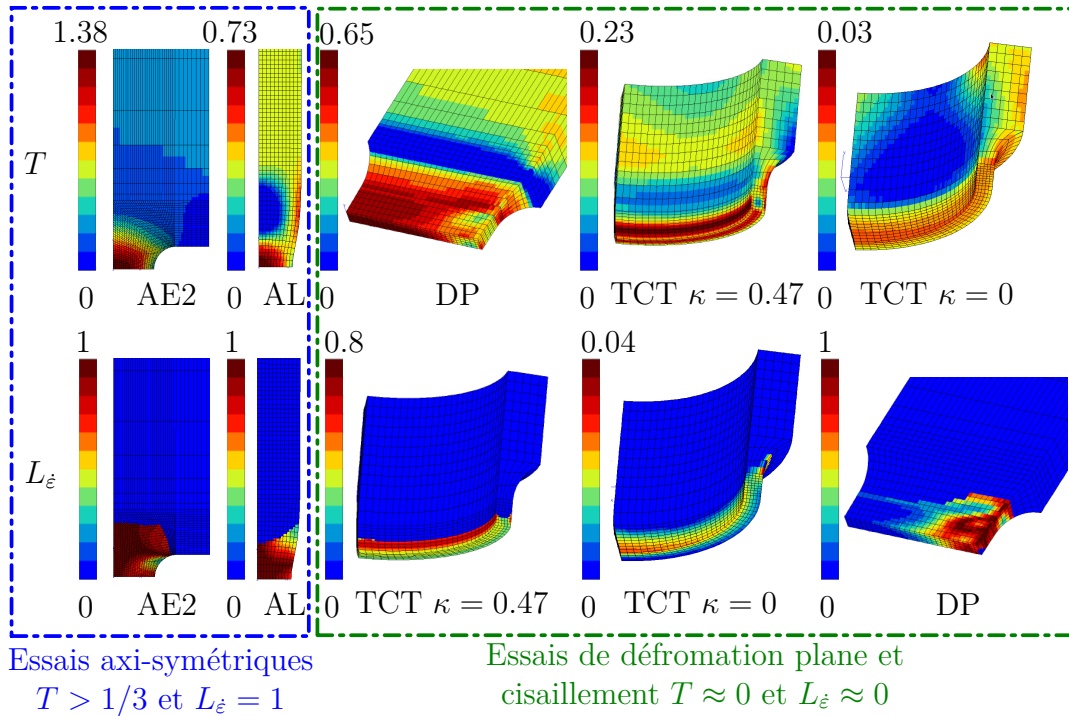 1.38 0.73 0.65 0.23 0.03
T
0 AE2 0 AL 0 DP 0 TCT κ = 0.47 0 TCT κ = 0
1 1 0.8 0.04 1
L_ε̇
0 AE2 0 AL 0 TCT κ = 0.47 0 TCT κ = 0 0 DP
Essais axi-symétriques
T > 1/3 et L_ε̇ = 1
Essais de défromation plane et
cisaillement T ≈ 0 et L_ε̇ ≈ 0